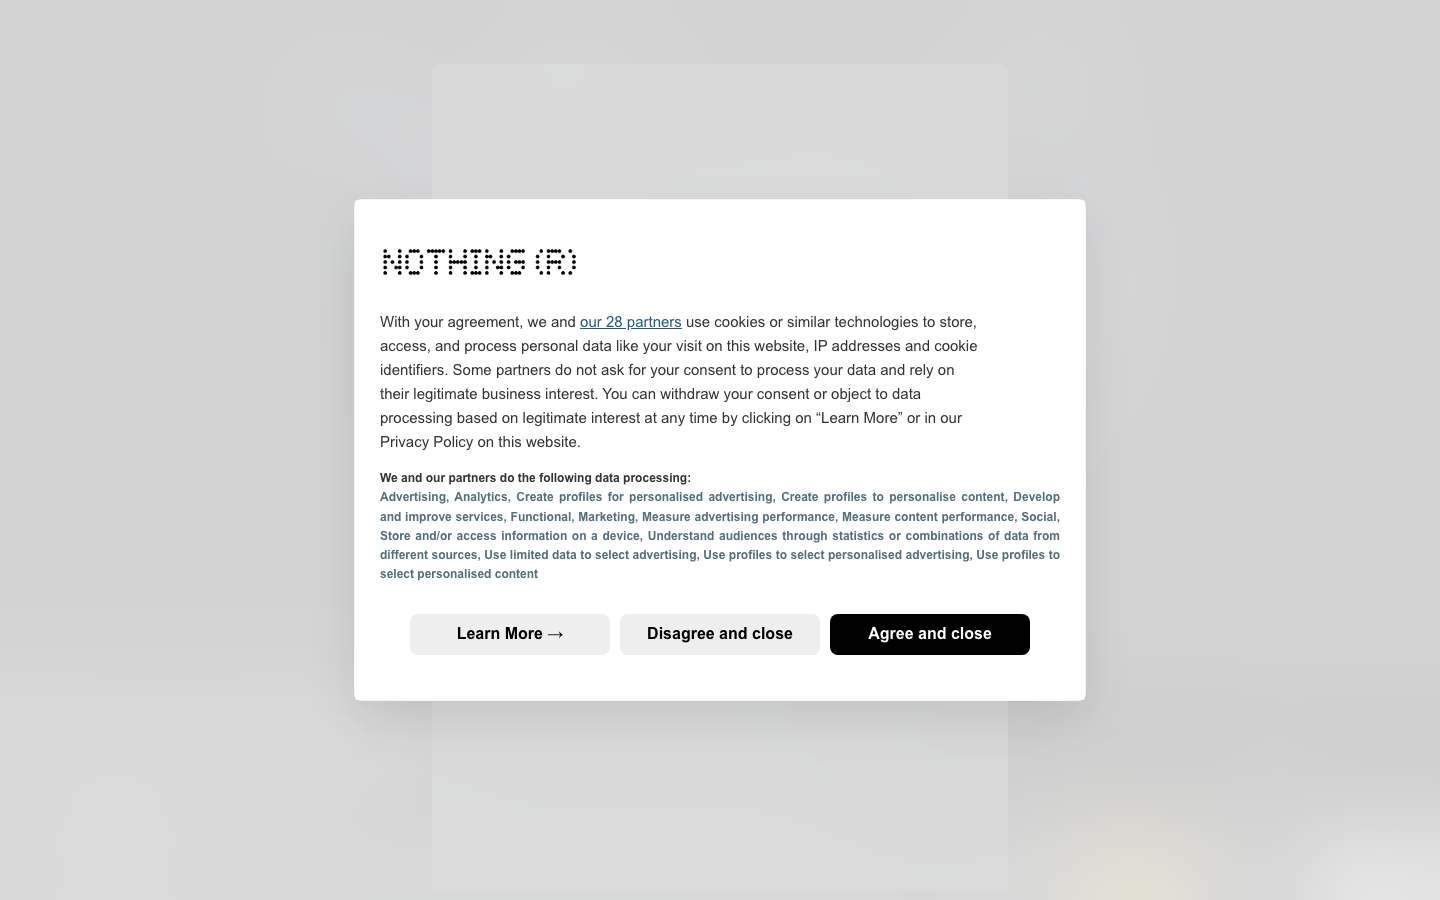 NOTHING (R)
With your agreement, we and our 28 partners use cookies or similar technologies to store,
access, and process personal data like your visit on this website, IP addresses and cookie
identifiers. Some partners do not ask for your consent to process your data and rely on
their legitimate business interest. You can withdraw your consent or object to data
processing based on legitimate interest at any time by clicking on “Learn More” or in our
Privacy Policy on this website.
We and our partners do the following data processing:
Advertising, Analytics, Create profiles for personalised advertising, Create profiles to personalise content, Develop
and improve services, Functional, Marketing, Measure advertising performance, Measure content performance, Social,
Store and/or access information on a device, Understand audiences through statistics or combinations of data from
different sources, Use limited data to select advertising, Use profiles to select personalised advertising, Use profiles to
select personalised content
Learn More → Disagree and close Agree and close